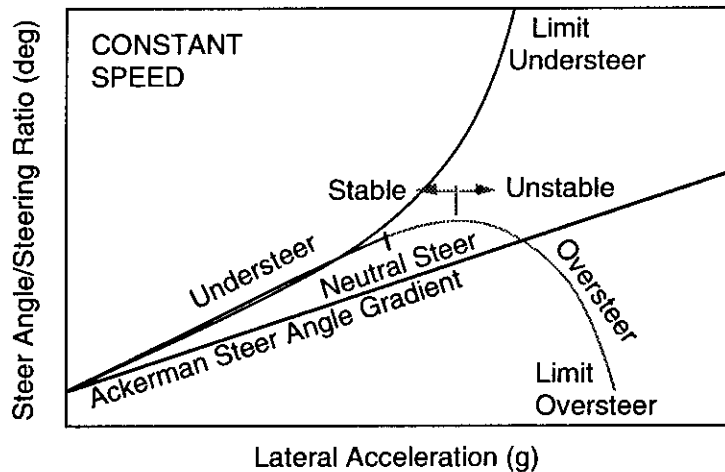 CONSTANT
SPEED
Limit
Understeer
Stable
Unstable
Understeer
Neutral Steer
Ackerman Steer Angle Gradient
Oversteer
Limit
Oversteer
Steer Angle/Steering Ratio (deg)
Lateral Acceleration (g)